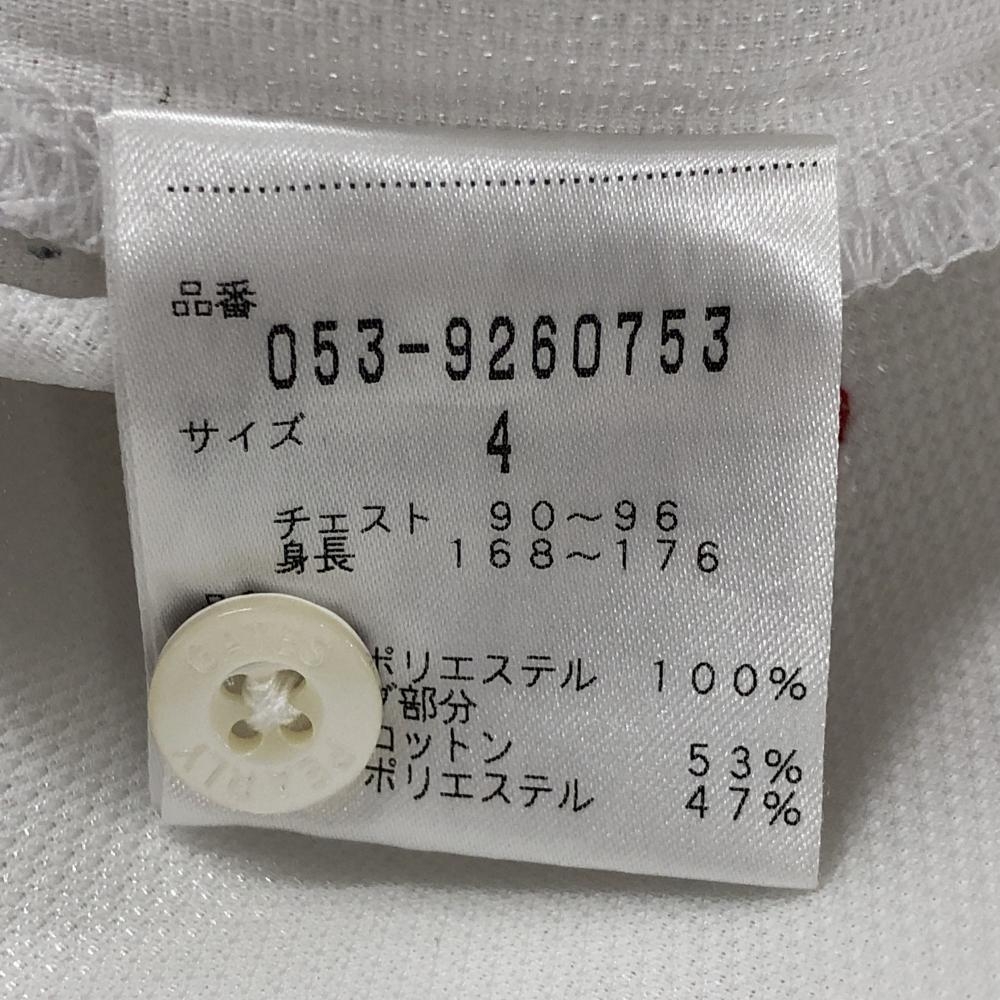 品番
053-9260753
サイズ 4
チェスト 90～96
身長 168～176
ポリエステル 100%
部分
コットン 53%
ポリエステル 47%